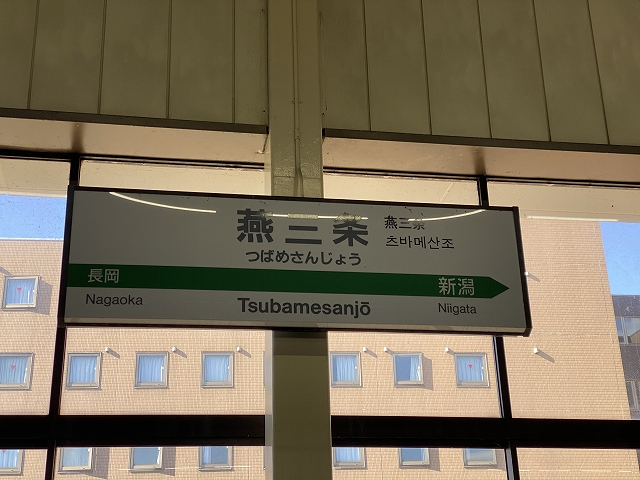 燕三条
燕三条
츠바메산조
つばめさんじょう
長岡 新潟
Nagaoka Tsubamesanjō Niigata